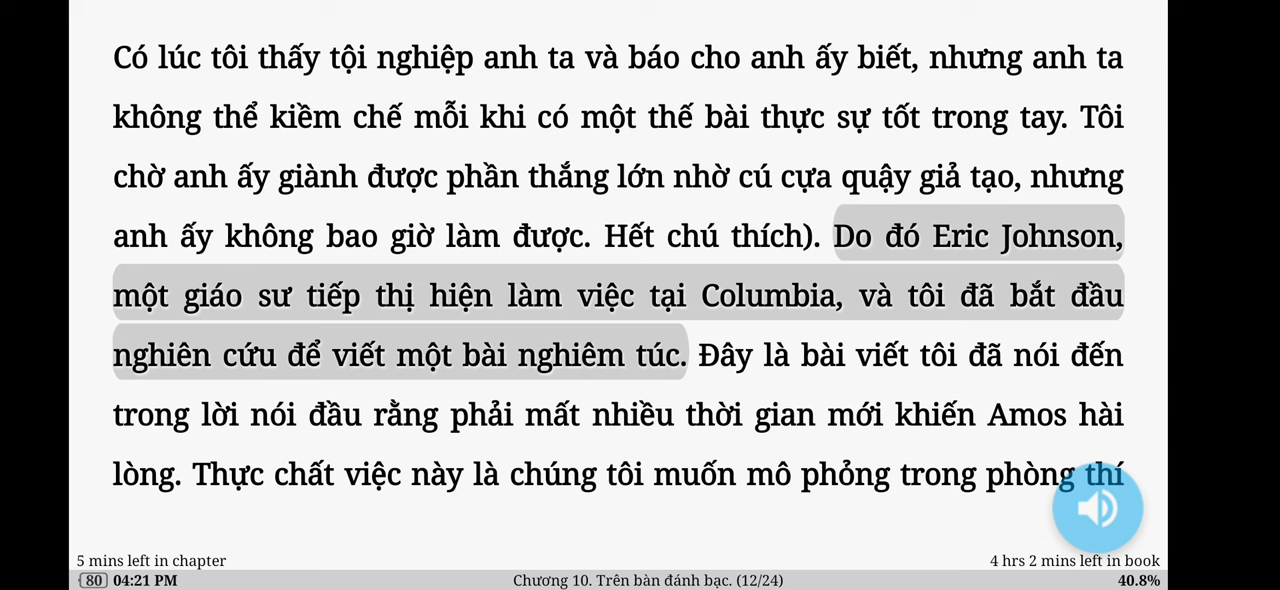 Có lúc tôi thấy tội nghiệp anh ta và báo cho anh ấy biết, nhưng anh ta
không thể kiềm chế mỗi khi có một thế bài thực sự tốt trong tay. Tôi
chờ anh ấy giành được phần thắng lớn nhờ cú cựa quậy giả tạo, nhưng
anh ấy không bao giờ làm được. Hết chú thích). Do đó Eric Johnson,
một giáo sư tiếp thị hiện làm việc tại Columbia, và tôi đã bắt đầu
nghiên cứu để viết một bài nghiêm túc. Đây là bài viết tôi đã nói đến
trong lời nói đầu rằng phải mất nhiều thời gian mới khiến Amos hài
lòng. Thực chất việc này là chúng tôi muốn mô phỏng trong phòng thí
5 mins left in chapter
4 hrs 2 mins left in book
80 04:21 PM
Chương 10. Trên bàn đánh bạc. (12/24)
40.8%